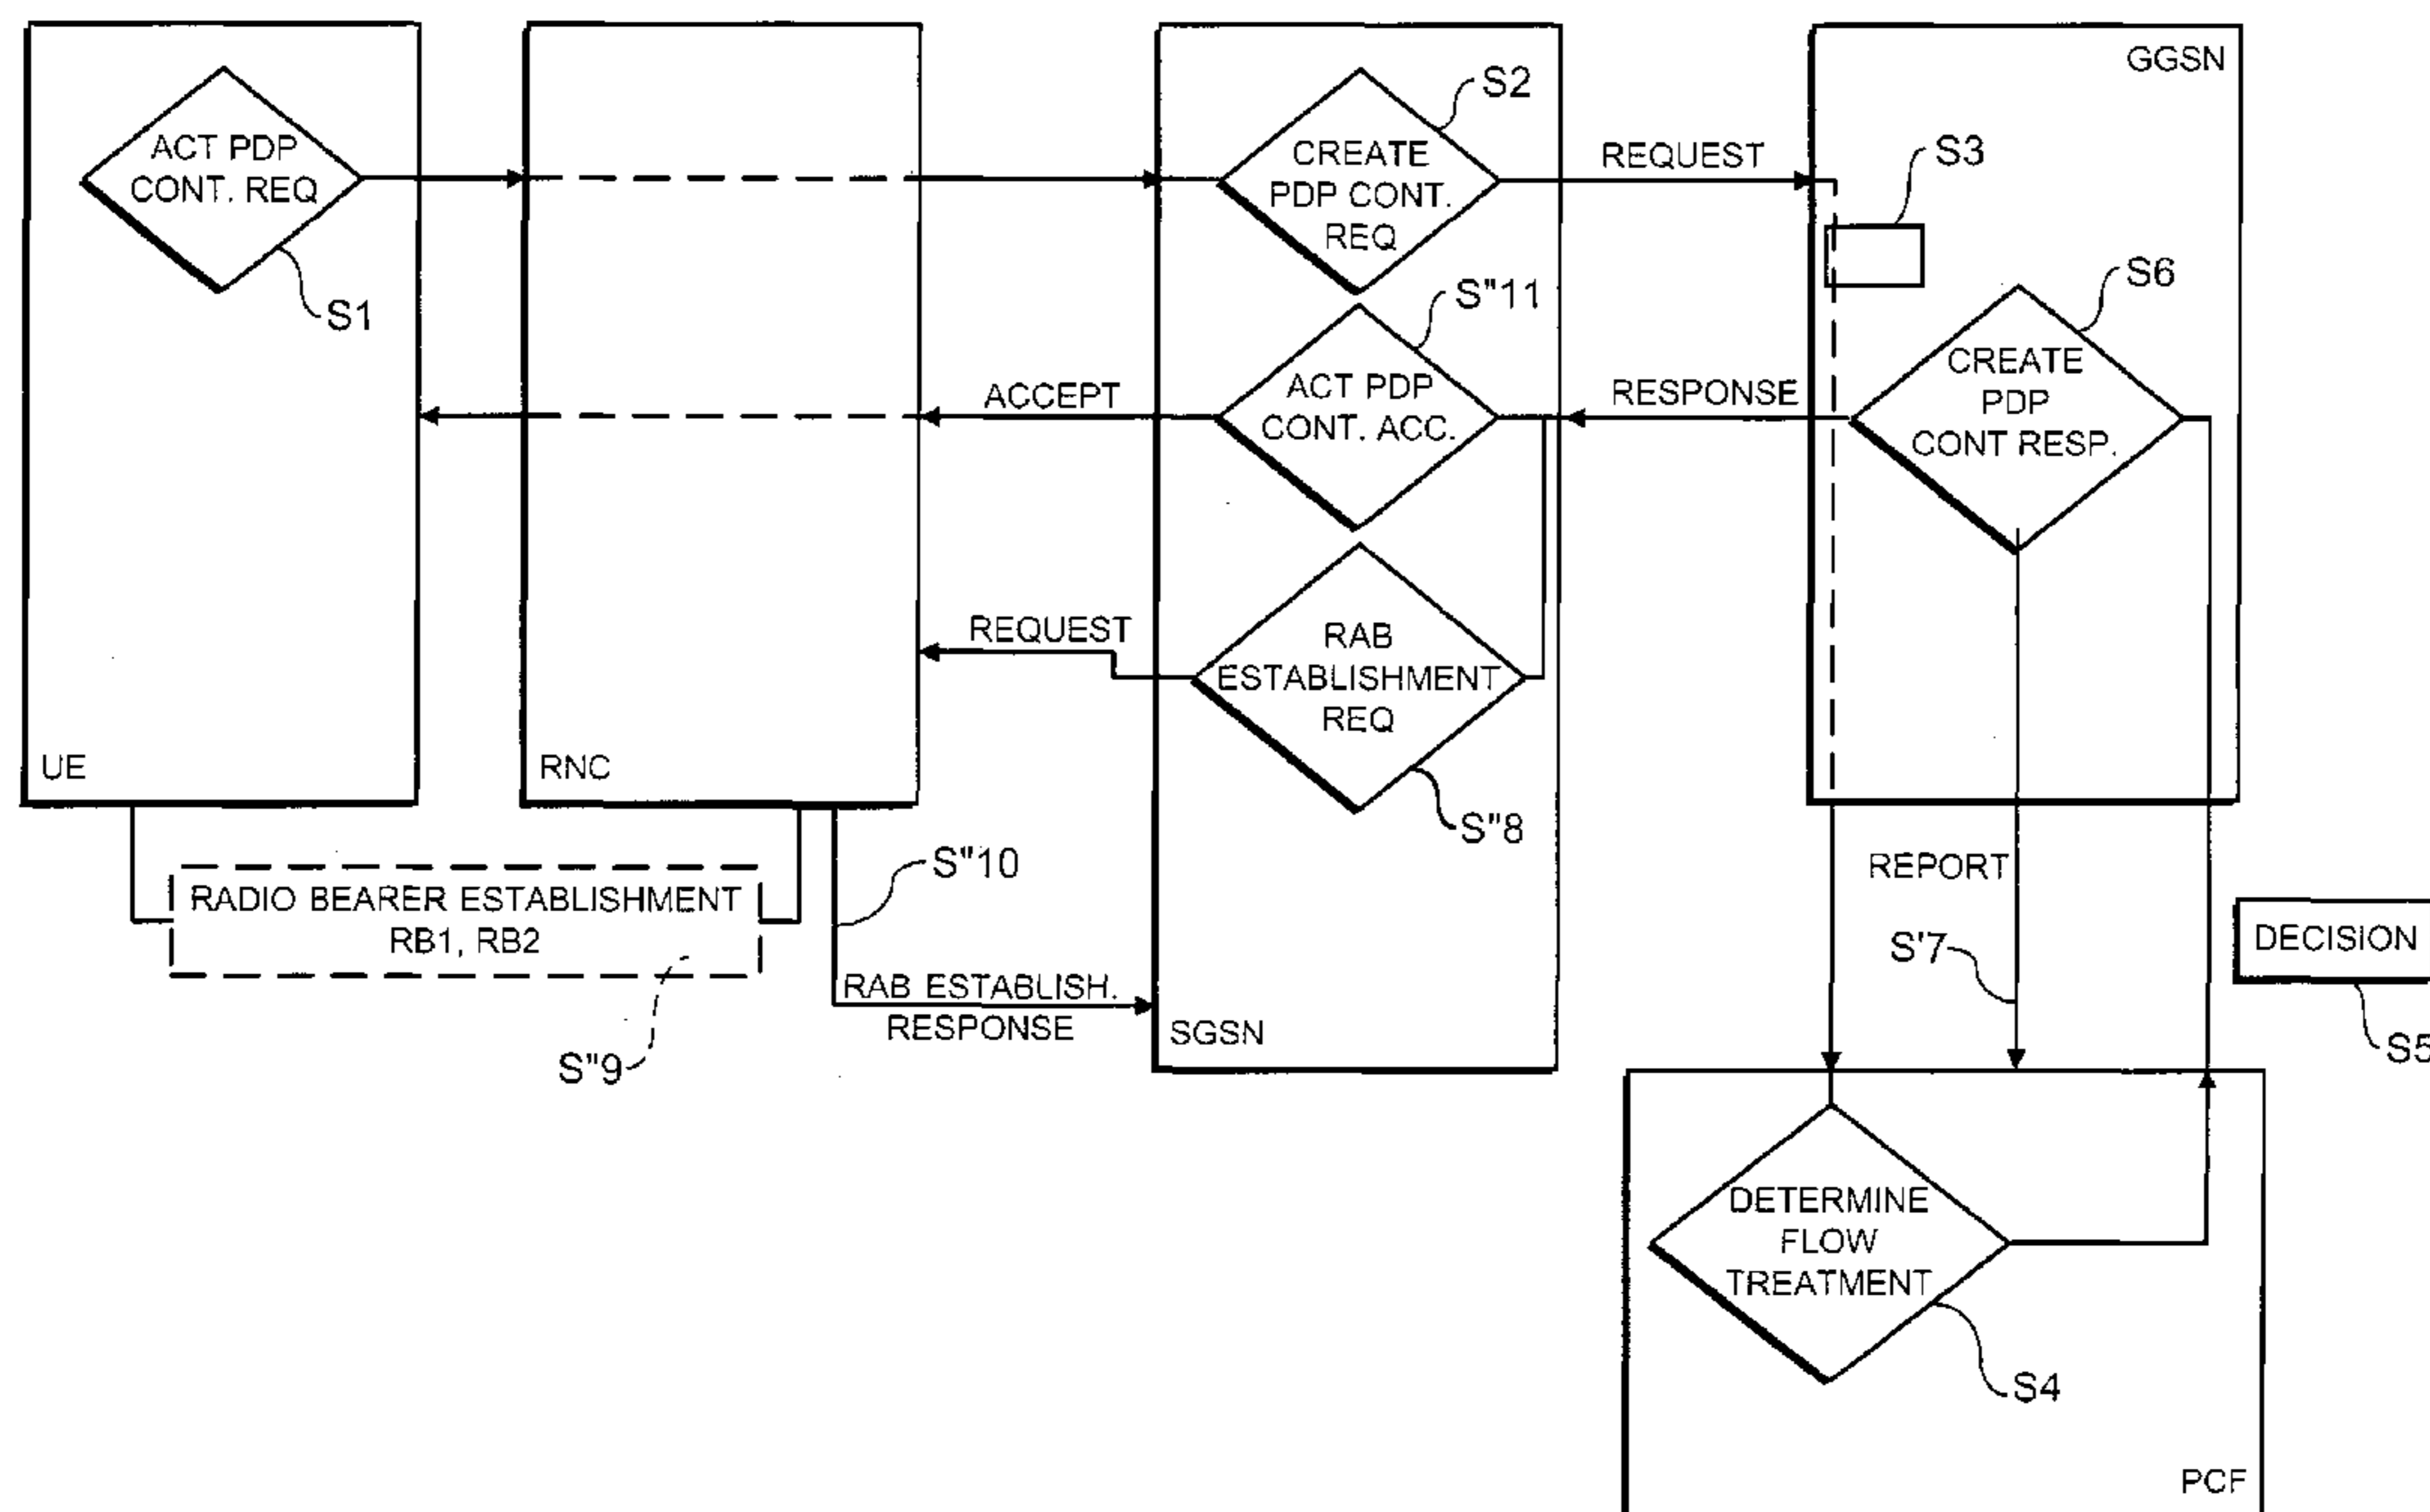 GGSN
ACT PDP
CONT. REQ
S1
CREATE
PDP CONT.
REQ
S2
REQUEST
S3
S"11
ACT PDP
CONT. ACC.
ACCEPT
RESPONSE
S6
CREATE
PDP
CONT RESP.
REQUEST
RAB
ESTABLISHMENT
REQ
S"8
UE
RNC
RADIO BEARER ESTABLISHMENT
RB1, RB2
S"9
S"10
RAB ESTABLISH.
RESPONSE
SGSN
REPORT
S'7
DECISION
S5
DETERMINE
FLOW
TREATMENT
S4
PCF